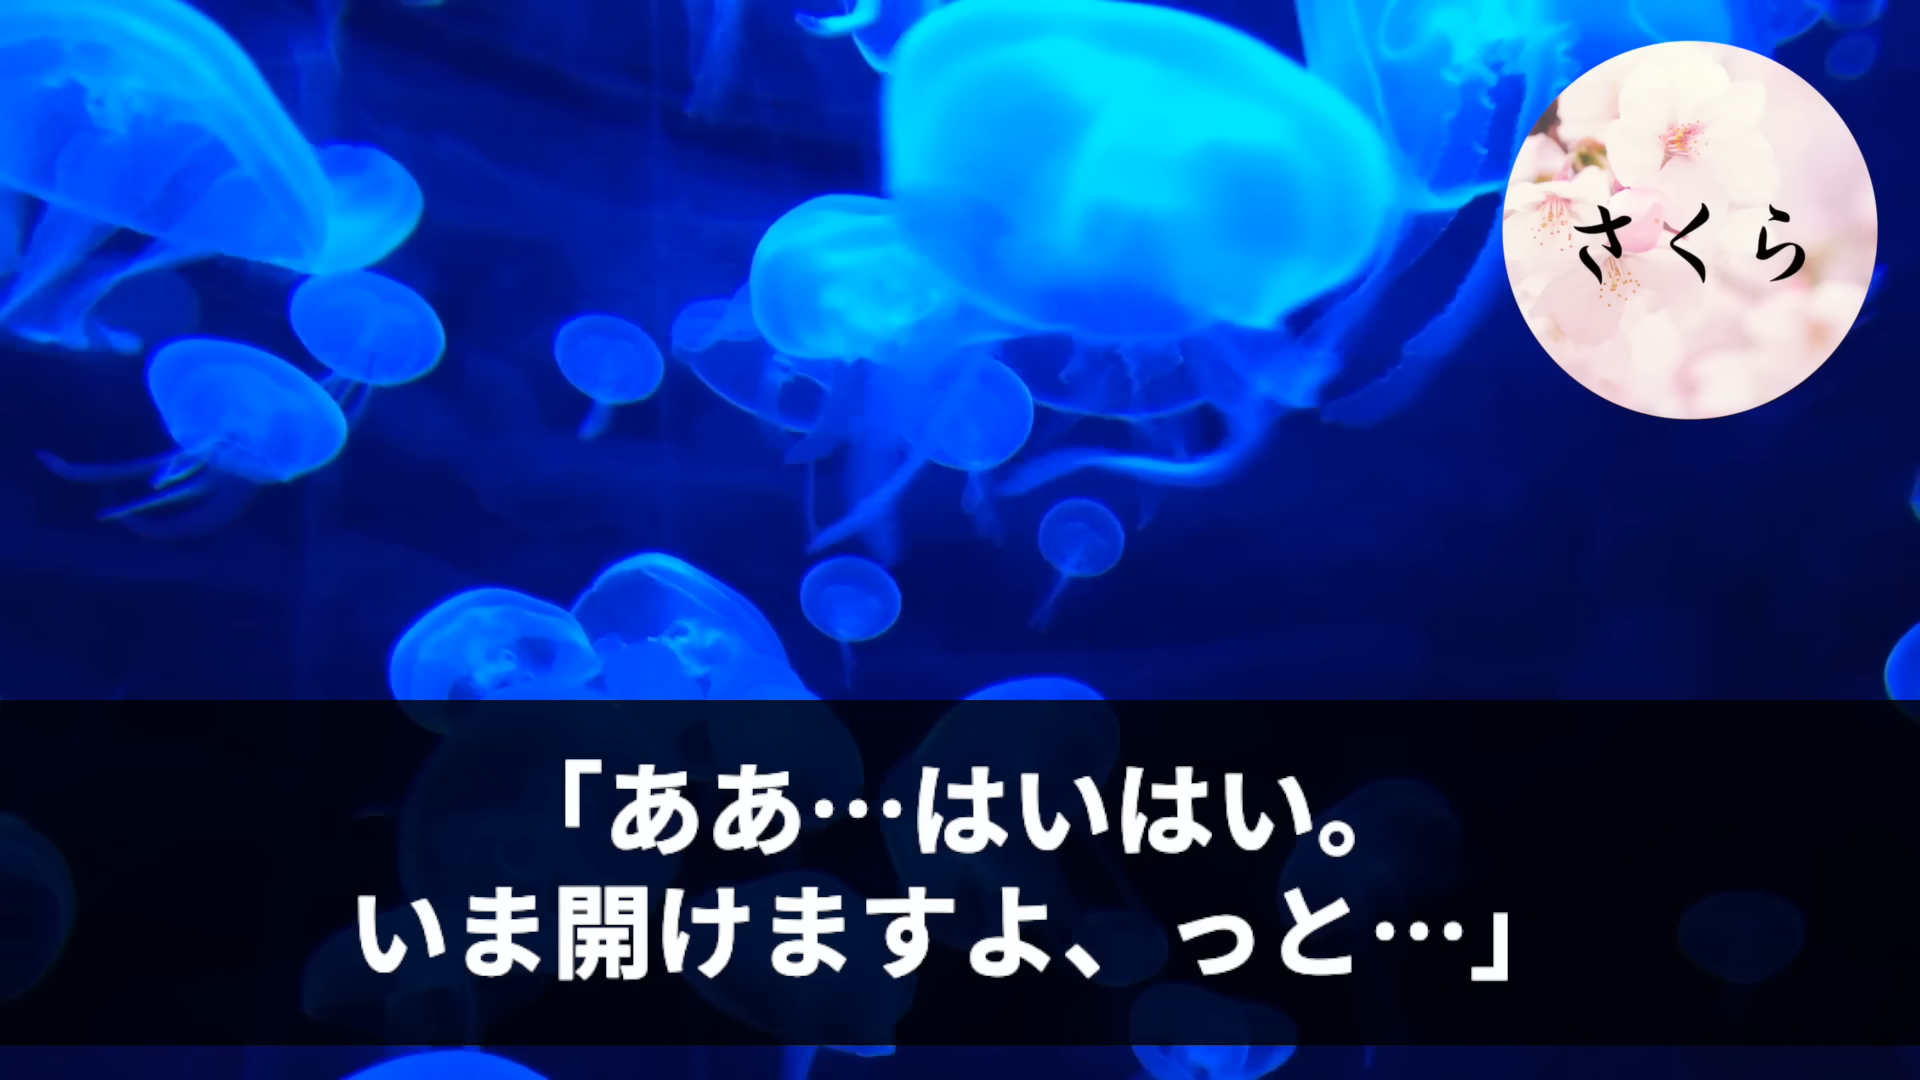 さくら
「ああ…はいはい。
いま開けますよ、っと…」